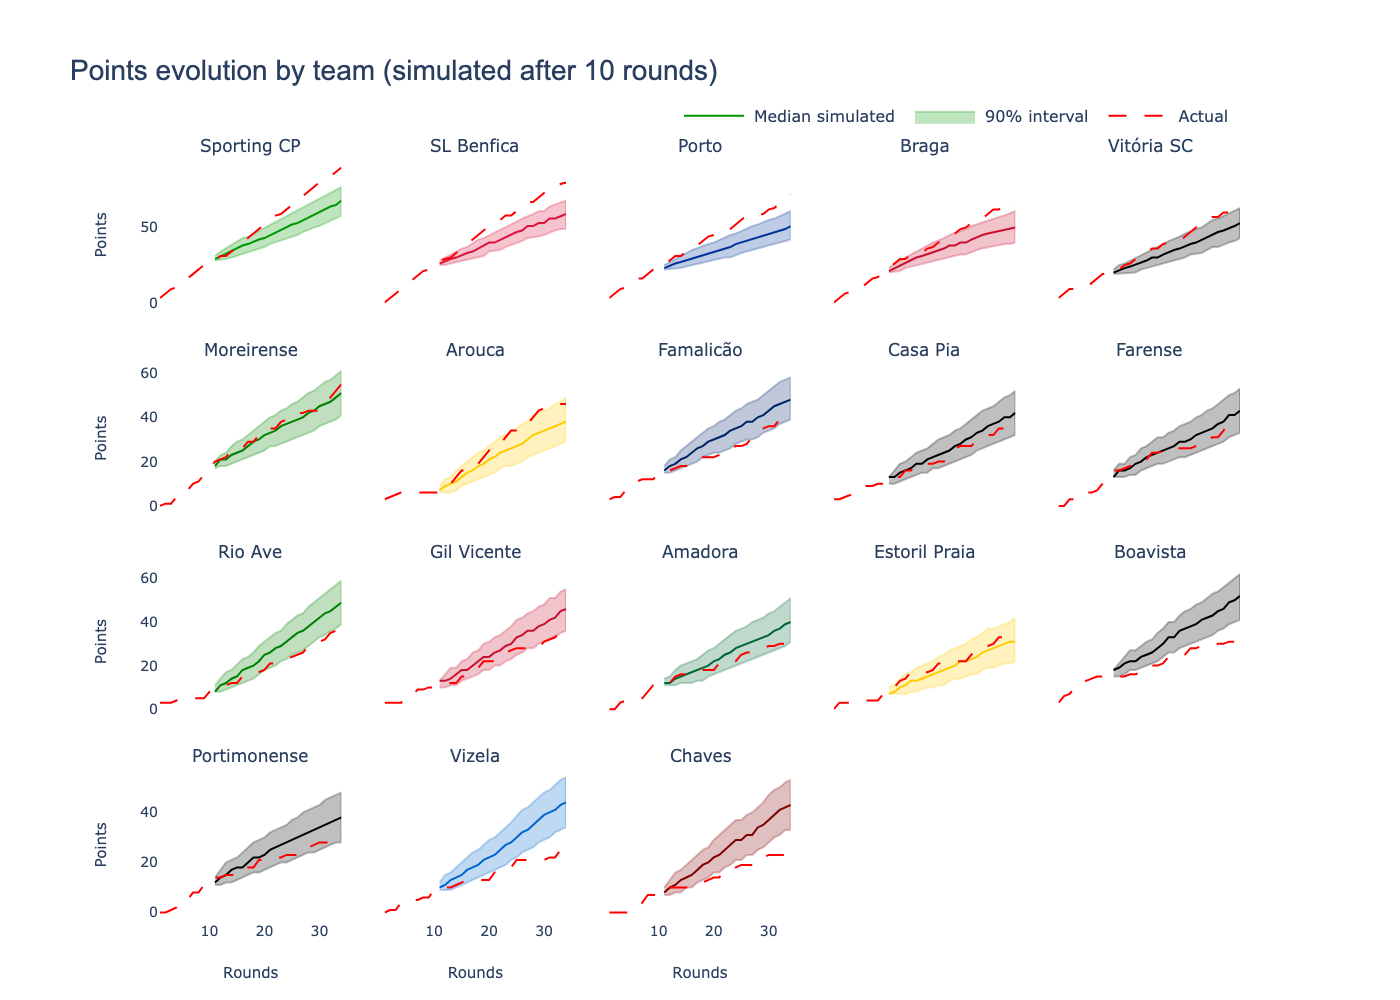 Points evolution by team (simulated after 10 rounds)
Median simulated 90% interval Actual
Sporting CP SL Benfica Porto Braga Vitória SC
Points
50
0
Moreirense Arouca Famalicão Casa Pia Farense
Points
60
40
20
0
Rio Ave Gil Vicente Amadora Estoril Praia Boavista
Points
60
40
20
0
Portimonense Vizela Chaves
Points
40
20
0
10 20 30 10 20 30 10 20 30
Rounds Rounds Rounds